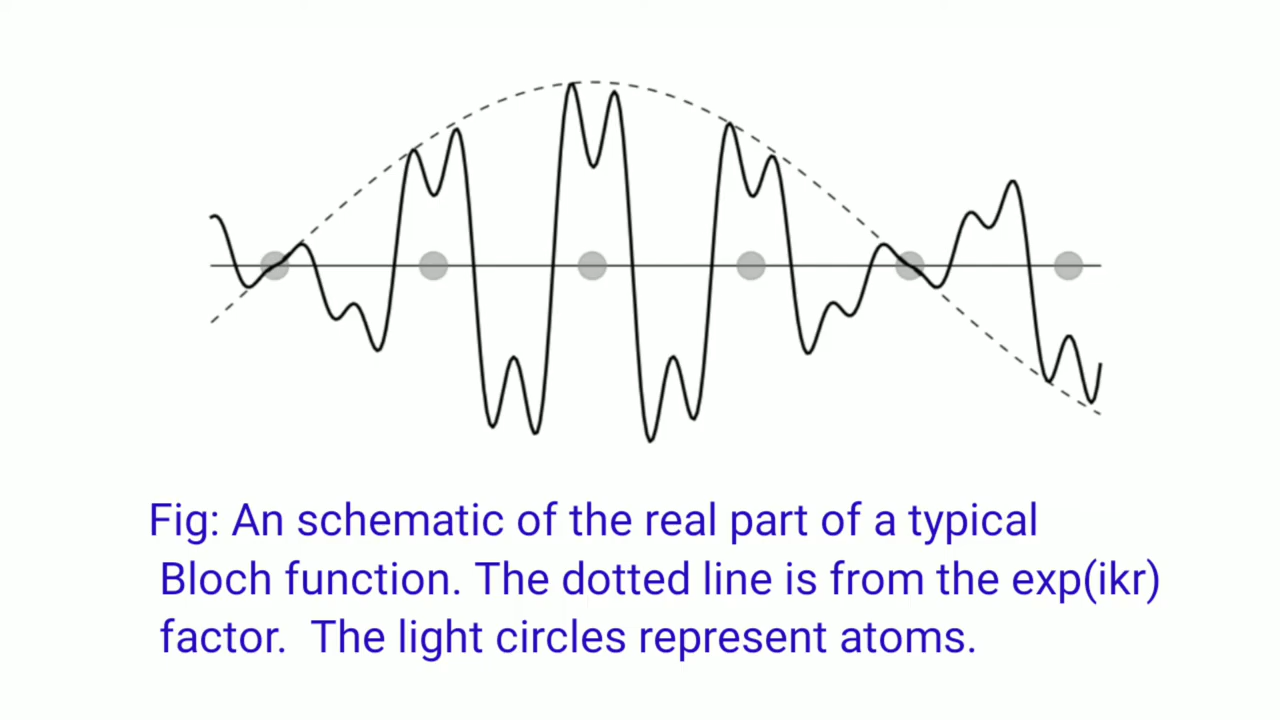 Fig: An schematic of the real part of a typical
Bloch function. The dotted line is from the exp(ikr)
factor. The light circles represent atoms.